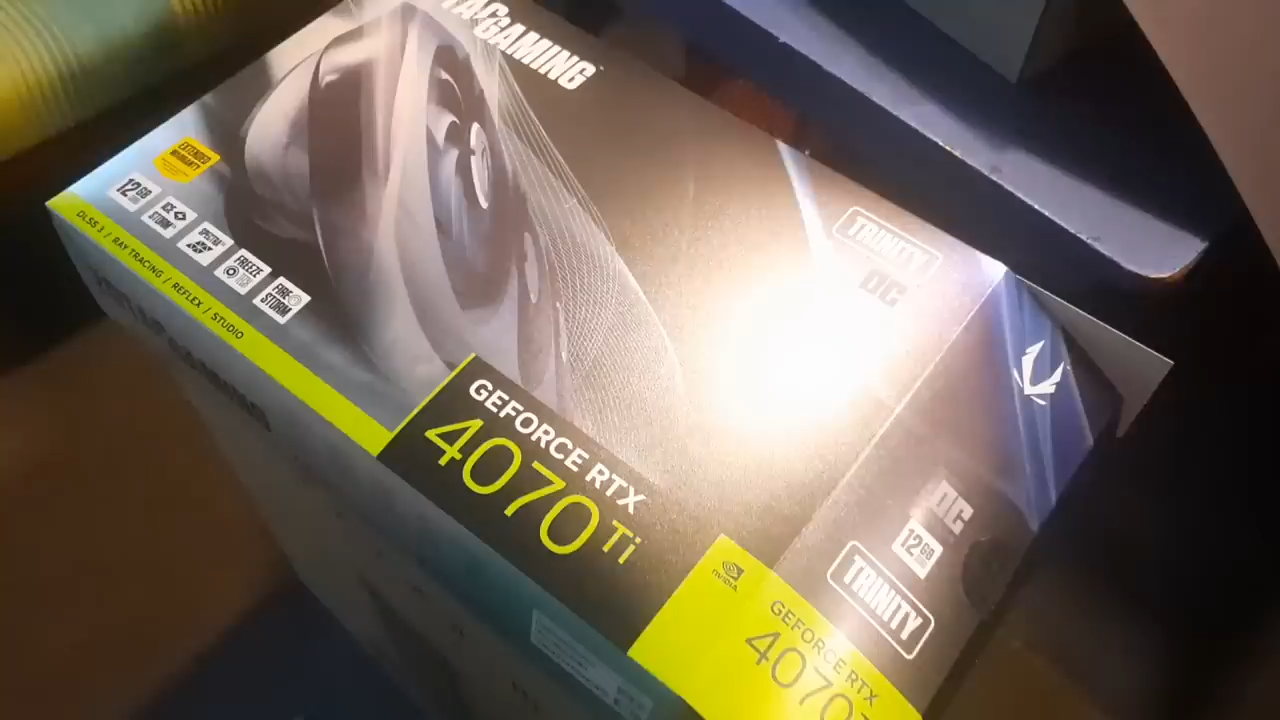 GAMING
EXTENDED
WARRANTY
12GB
ICE
STORM
SPECTRA
FREEZE
FIRE
STORM
DLSS 3 / RAY TRACING / REFLEX / STUDIO
TRINITY
OC
GEFORCE RTX
4070 Ti
OC
12GB
TRINITY
NVIDIA
GEFORCE RTX
4070